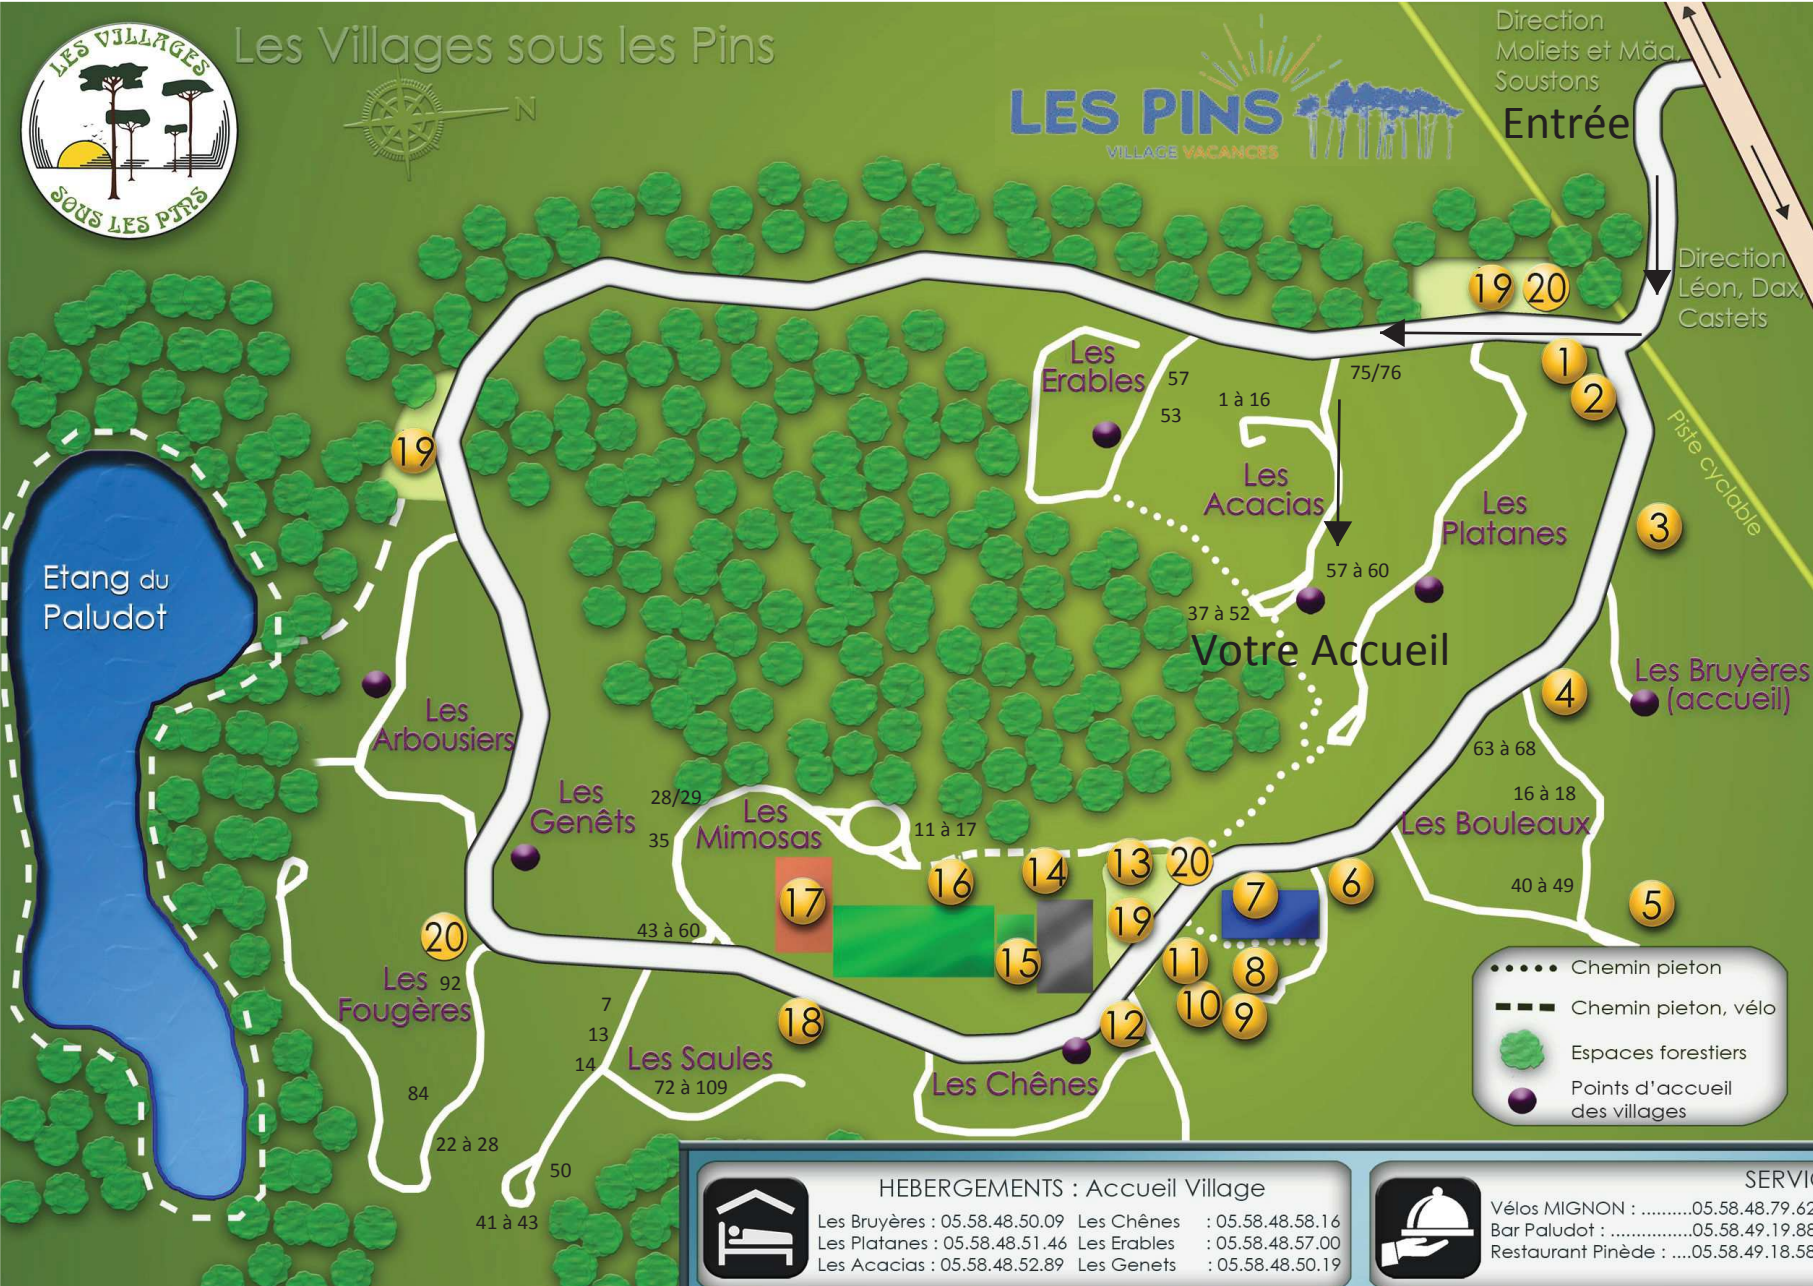 LES VILLAGES
SOUS LES PINS
Les Villages sous les Pins
N
LES PINS
VILLAGE VACANCES
Direction
Moliets et Mäa,
Soustons
Entrée
Direction
Léon, Dax,
Castets
19
20
1
2
Piste cyclable
3
Les
Erables
57
53
75/76
1 à 16
Les
Acacias
Les
Platanes
57 à 60
37 à 52
Votre Accueil
19
Etang du
Paludot
Les
Arbousiers
Les Bruyères
(accueil)
4
63 à 68
16 à 18
Les Bouleaux
40 à 49
5
Les
Genêts
28/29
35
Les
Mimosas
11 à 17
43 à 60
17
16
14
13
20
19
15
7
6
11
8
10
9
12
18
20
Les
Fougères
92
84
22 à 28
7
13
14
Les Saules
72 à 109
50
41 à 43
Les Chênes
Chemin pieton
Chemin pieton, vélo
Espaces forestiers
Points d'accueil
des villages
HEBERGEMENTS : Accueil Village
Les Bruyères : 05.58.48.50.09 Les Chênes : 05.58.48.58.16
Les Platanes : 05.58.48.51.46 Les Erables : 05.58.48.57.00
Les Acacias : 05.58.48.52.89 Les Genets : 05.58.48.50.19
Vélos MIGNON : .........05.58.48.79.62
Bar Paludot : ................05.58.49.19.88
Restaurant Pinède : ....05.58.49.18.58